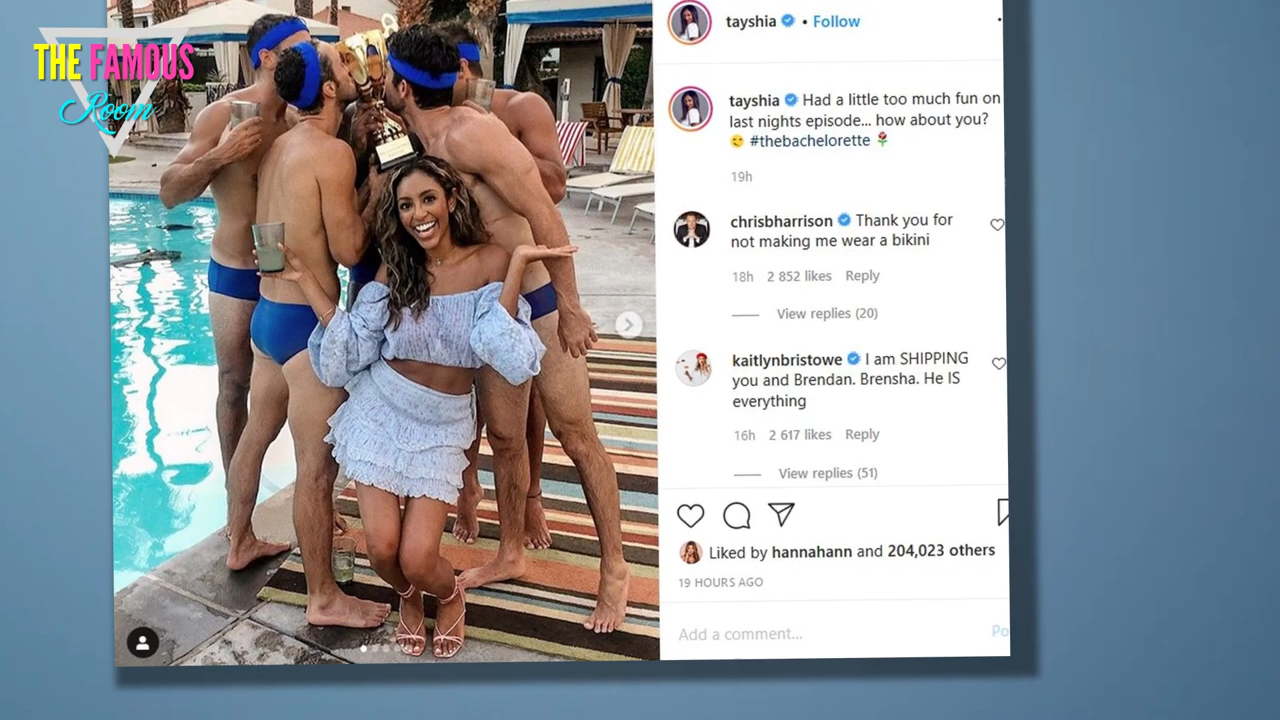 THE FAMOUS
Room
tayshia • Follow
tayshia Had a little too much fun on
last nights episode... how about you?
😏 #thebachelorette 🌹
19h
chrisbharrison Thank you for
not making me wear a bikini
18h 2 852 likes Reply
View replies (20)
kaitlynbristowe I am SHIPPING
you and Brendan. Brensha. He IS
everything
16h 2 617 likes Reply
View replies (51)
Liked by hannahann and 204,023 others
19 HOURS AGO
Add a comment...
Po